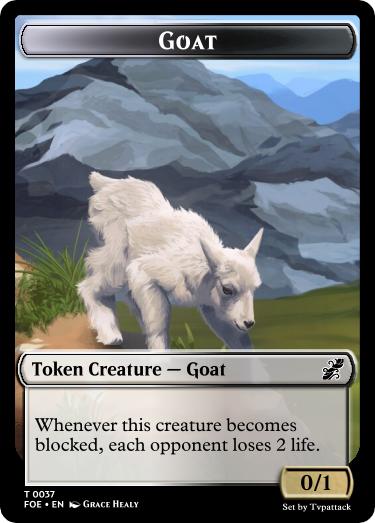 Goat
Token Creature — Goat
Whenever this creature becomes
blocked, each opponent loses 2 life.
0/1
T 0037
FOE • EN Grace Healy
Set by Tvpattack